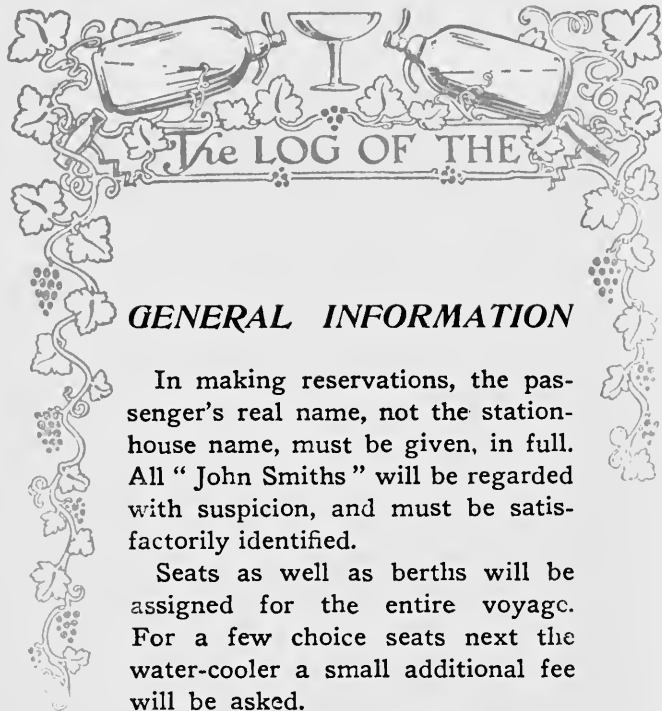 The LOG OF THE
GENERAL INFORMATION
In making reservations, the pas-
senger's real name, not the station-
house name, must be given, in full.
All “ John Smiths ” will be regarded
with suspicion, and must be satis-
factorily identified.
Seats as well as berths will be
assigned for the entire voyage.
For a few choice seats next the
water-cooler a small additional fee
will be asked.